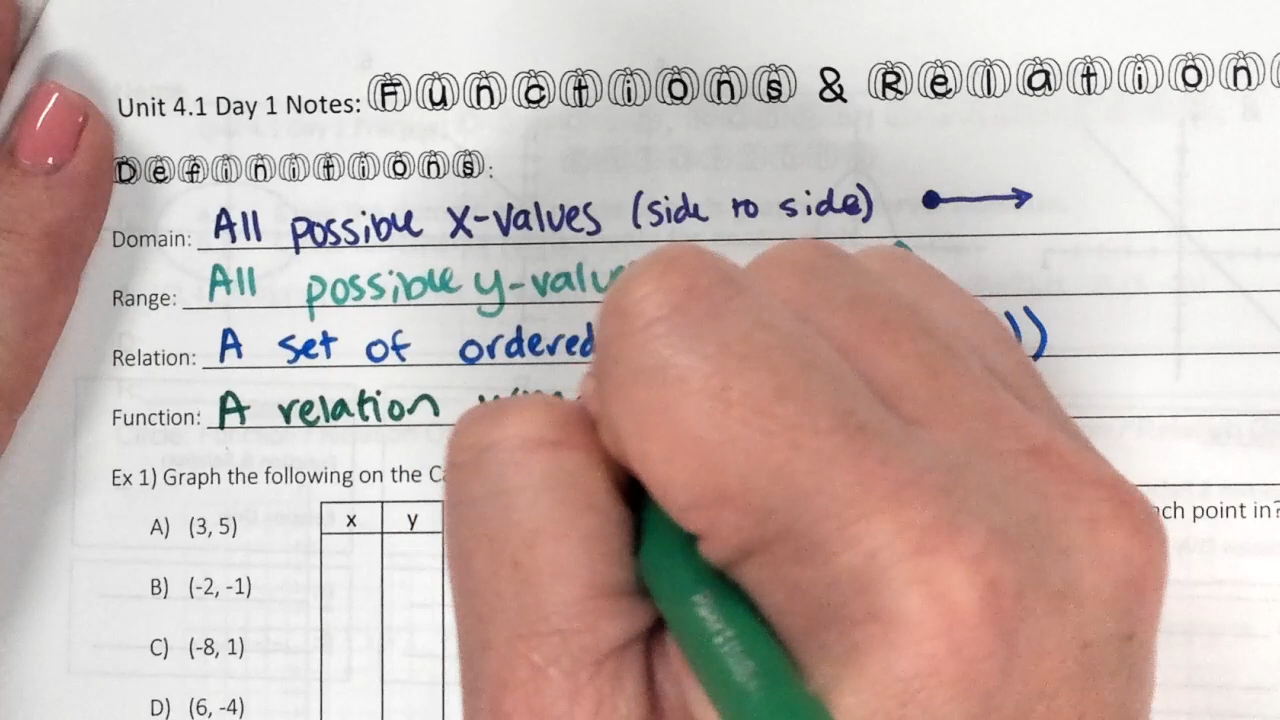 Unit 4.1 Day 1 Notes: Functions & Relation
Definitions:
Domain: All possible x-values (side to side)
Range: All possible y-valu
Relation: A set of ordered ))
Function: A relation
Ex 1) Graph the following on the point in?
x y
A) (3, 5)
B) (-2, -1)
C) (-8, 1)
D) (6, -4)